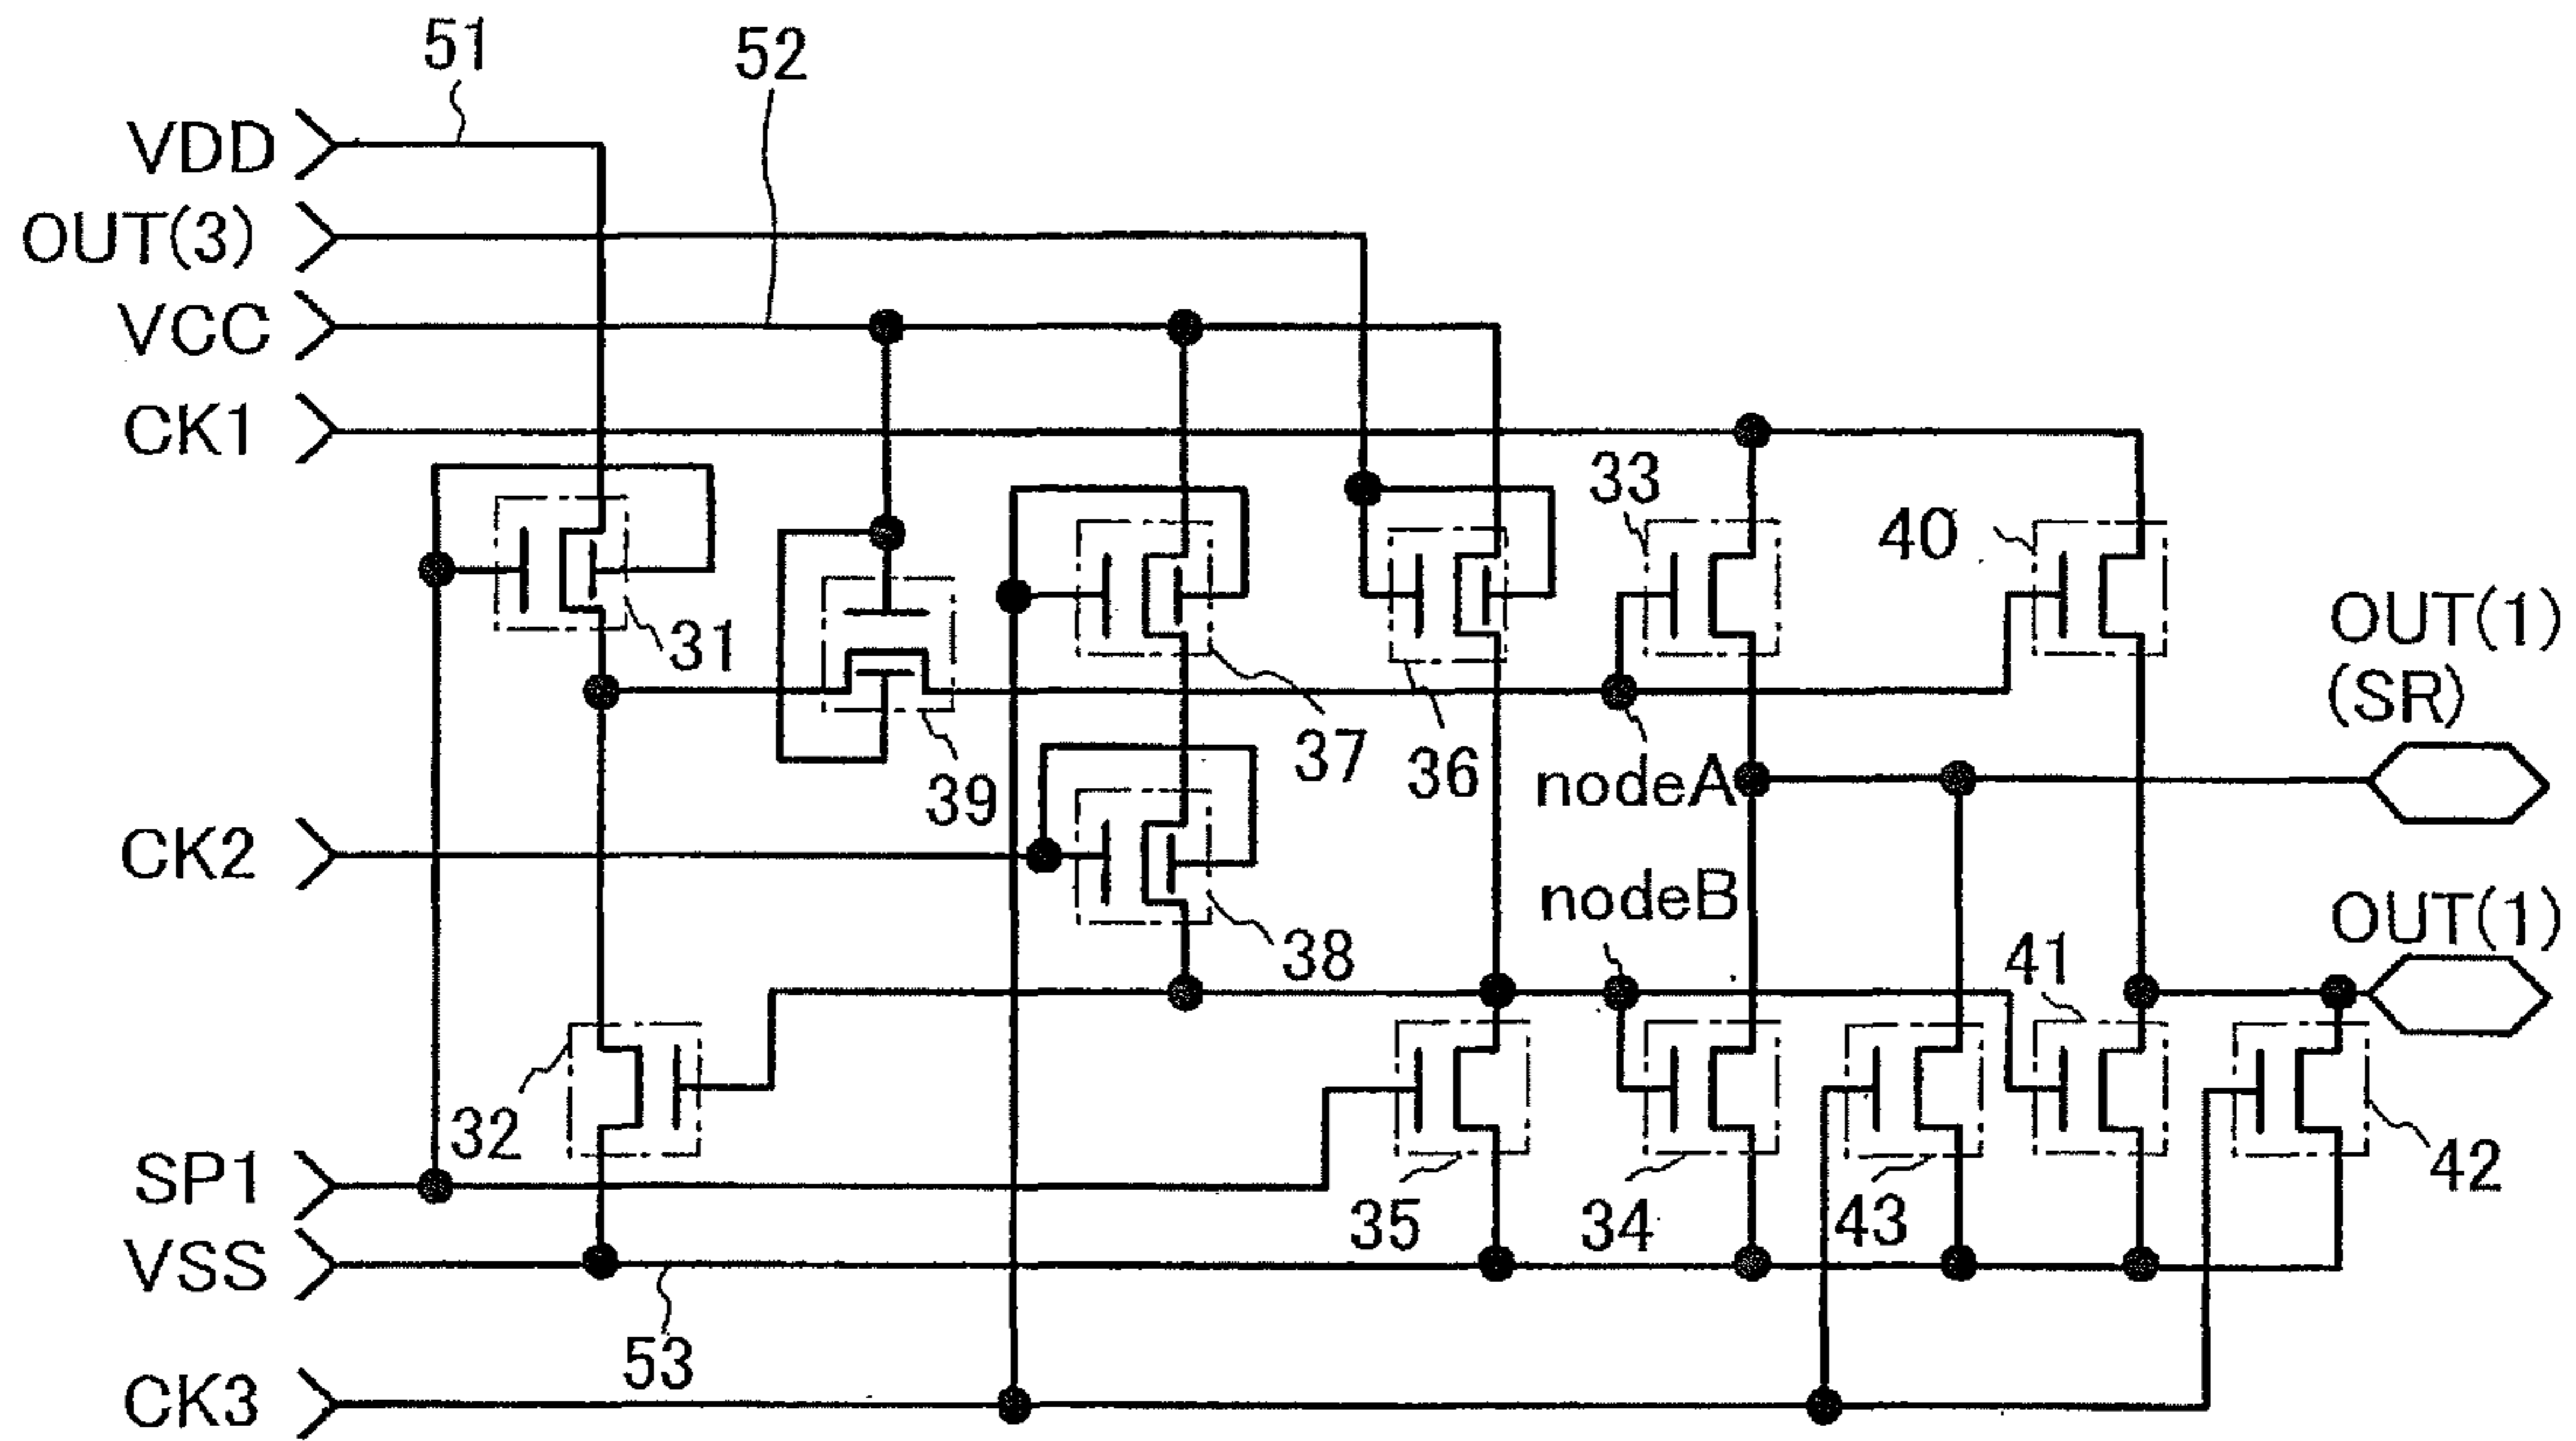 51
52
VDD
OUT(3)
VCC
CK1
33
40
OUT(1)
(SR)
31
37
36
39
nodeA
CK2
nodeB
OUT(1)
38
41
32
SP1
35
34
43
42
VSS
53
CK3